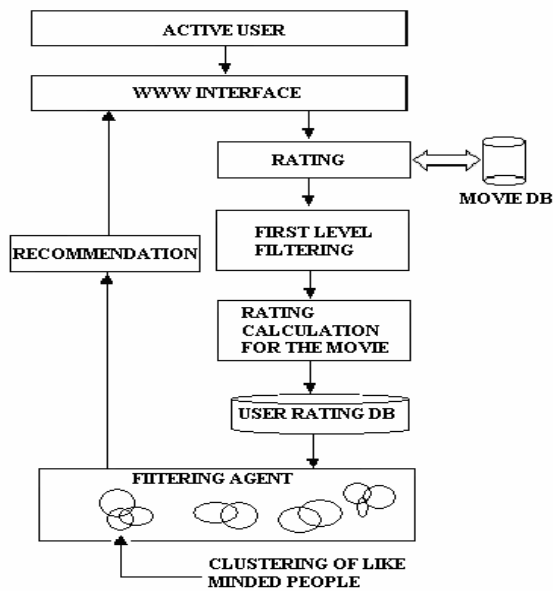 ACTIVE USER
WWW INTERFACE
RATING
MOVIE DB
FIRST LEVEL
FILTERING
RECOMMENDATION
RATING
CALCULATION
FOR THE MOVIE
USER RATING DB
FIITERING AGENT
CLUSTERING OF LIKE
MINDED PEOPLE